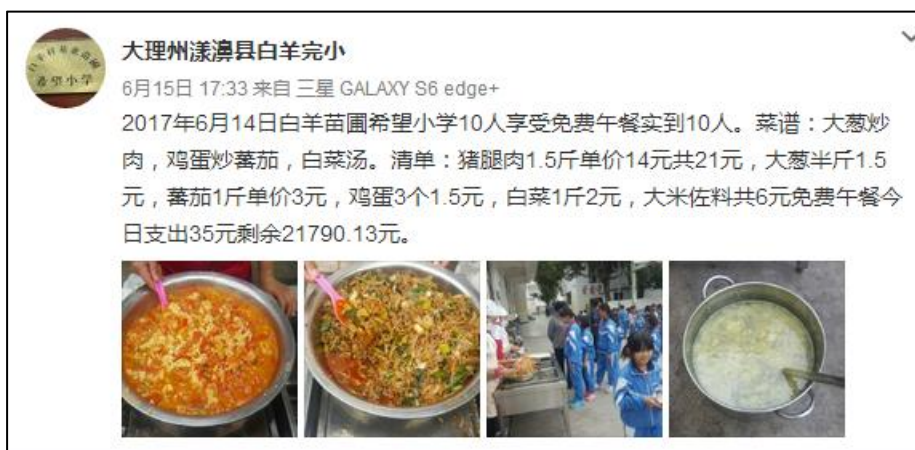 大理州漾濞县白羊完小
6月15日 17:33 来自 三星 GALAXY S6 edge+
2017年6月14日白羊苗圃希望小学10人享受免费午餐实到10人。菜谱：大葱炒
肉，鸡蛋炒蕃茄，白菜汤。清单：猪腿肉1.5斤单价14元共21元，大葱半斤1.5
元，蕃茄1斤单价3元，鸡蛋3个1.5元，白菜1斤2元，大米佐料共6元免费午餐今
日支出35元剩余21790.13元。
希望小学